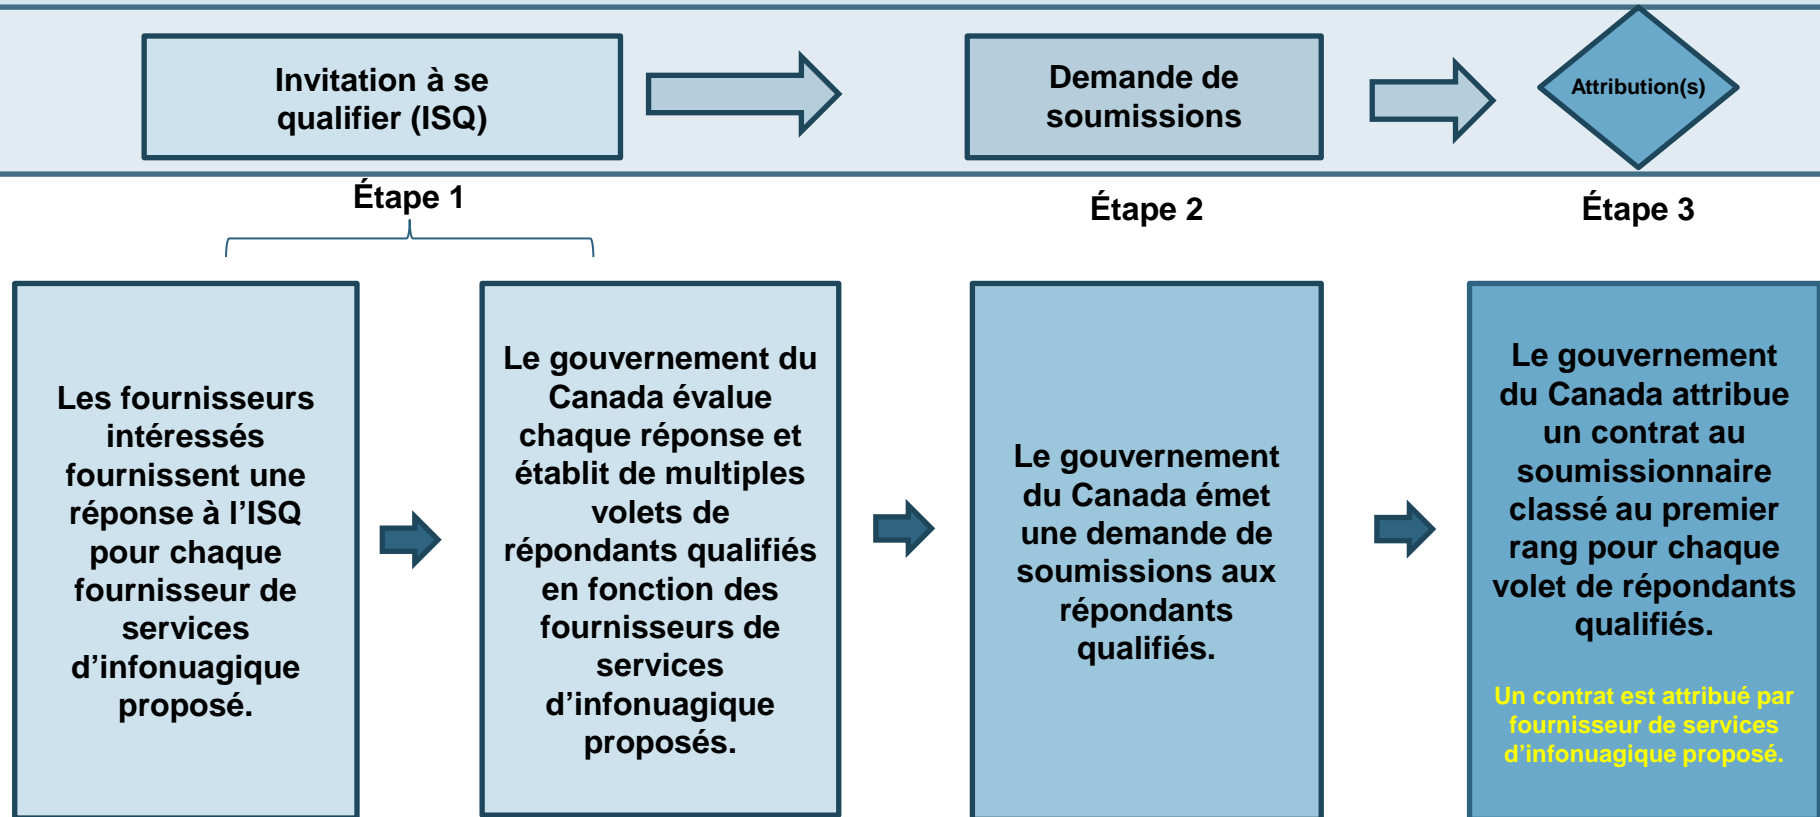 Invitation à se
qualifier (ISQ)
Demande de
soumissions
Attribution(s)
Étape 1
Étape 2
Étape 3
Les fournisseurs
intéressés
fournissent une
réponse à l’ISQ
pour chaque
fournisseur de
services
d’infonuagique
proposé.
Le gouvernement du
Canada évalue
chaque réponse et
établit de multiples
volets de
répondants qualifiés
en fonction des
fournisseurs de
services
d’infonuagique
proposés.
Le gouvernement
du Canada émet
une demande de
soumissions aux
répondants
qualifiés.
Le gouvernement
du Canada attribue
un contrat au
soumissionnaire
classé au premier
rang pour chaque
volet de répondants
qualifiés.
Un contrat est attribué par
fournisseur de services
d’infonuagique proposé.